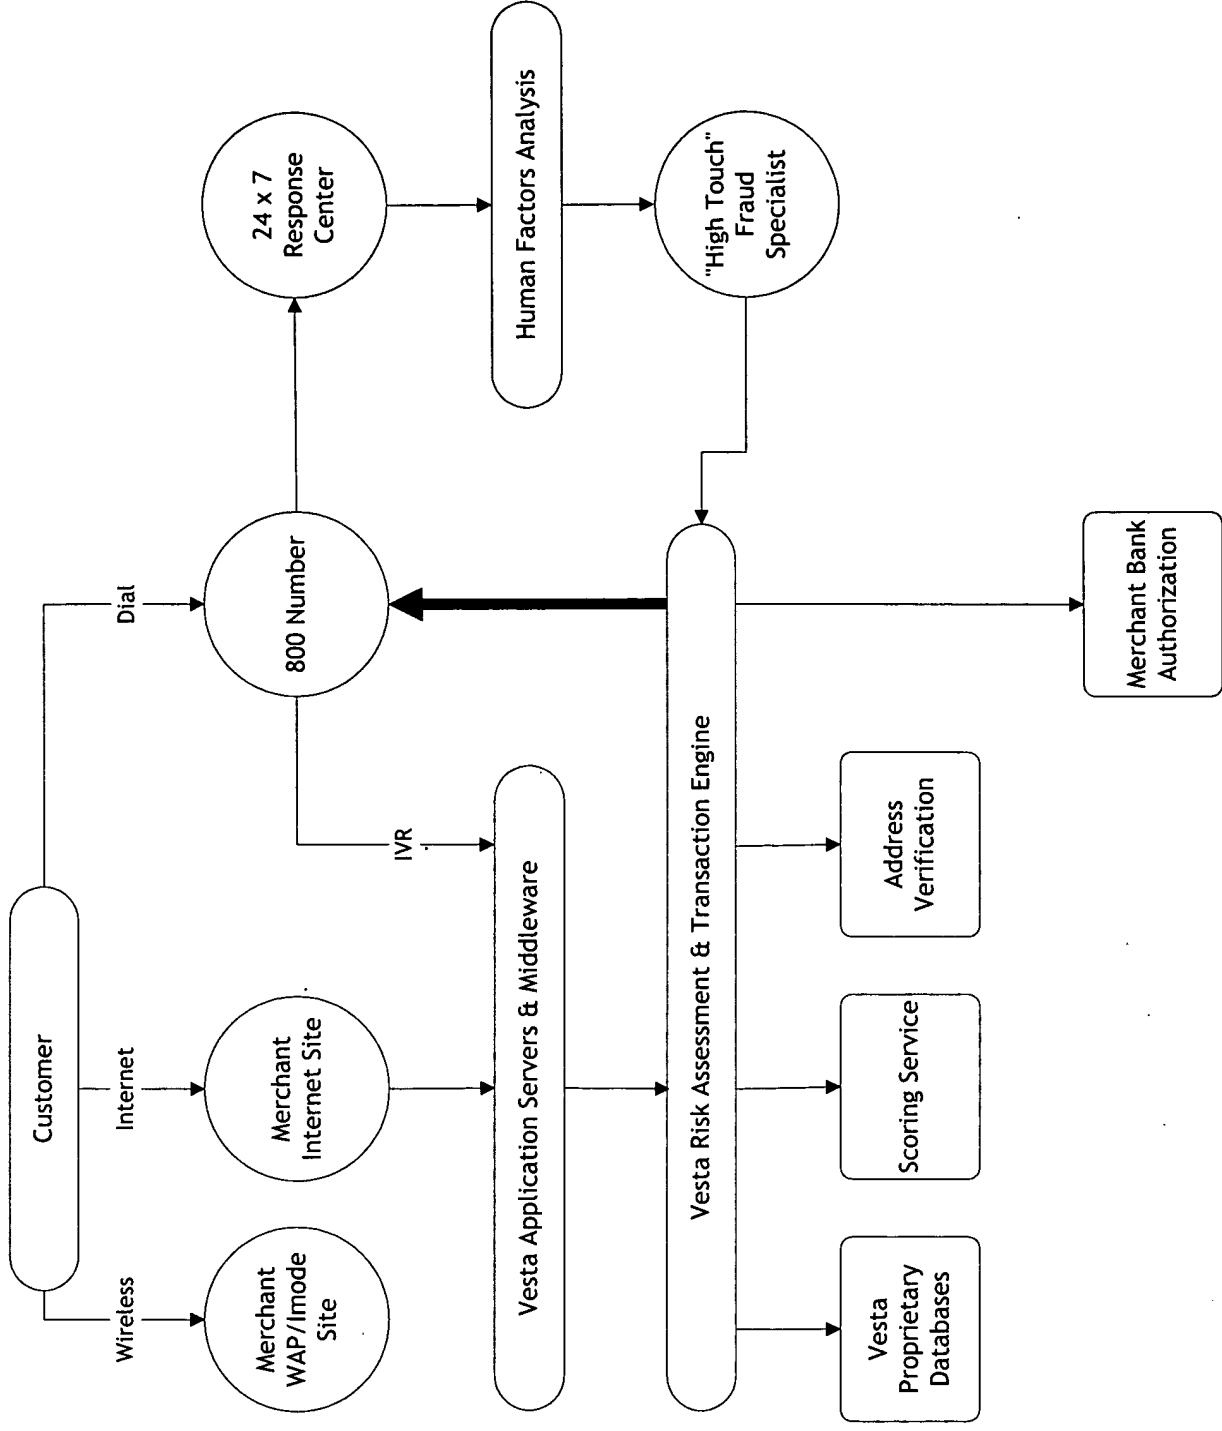 Customer
Wireless
Internet
Dial
Merchant
WAP/Imode
Site
Merchant
Internet Site
800 Number
24 x 7
Response
Center
IVR
Vesta Application Servers & Middleware
Human Factors Analysis
Vesta Risk Assessment & Transaction Engine
"High Touch"
Fraud
Specialist
Vesta
Proprietary
Databases
Scoring Service
Address
Verification
Merchant Bank
Authorization